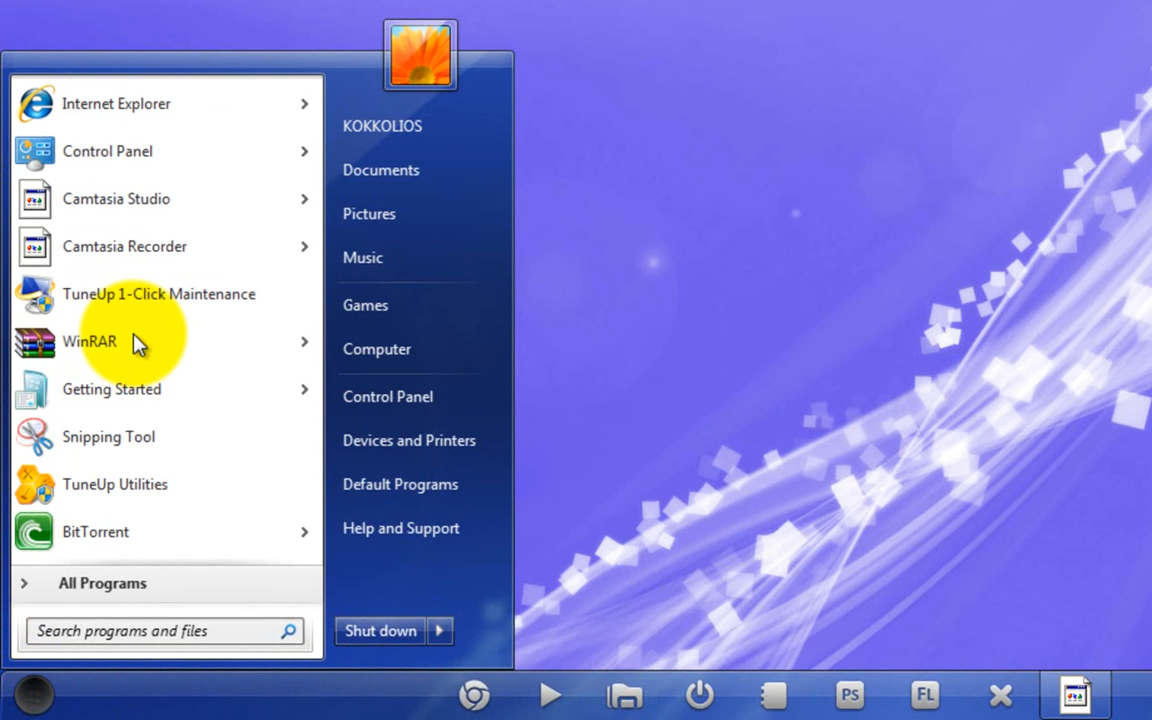 Internet Explorer
Control Panel
Camtasia Studio
Camtasia Recorder
TuneUp 1-Click Maintenance
WinRAR
Getting Started
Snipping Tool
TuneUp Utilities
BitTorrent
All Programs
Search programs and files
KOKKOLIOS
Documents
Pictures
Music
Games
Computer
Control Panel
Devices and Printers
Default Programs
Help and Support
Shut down
PS
FL